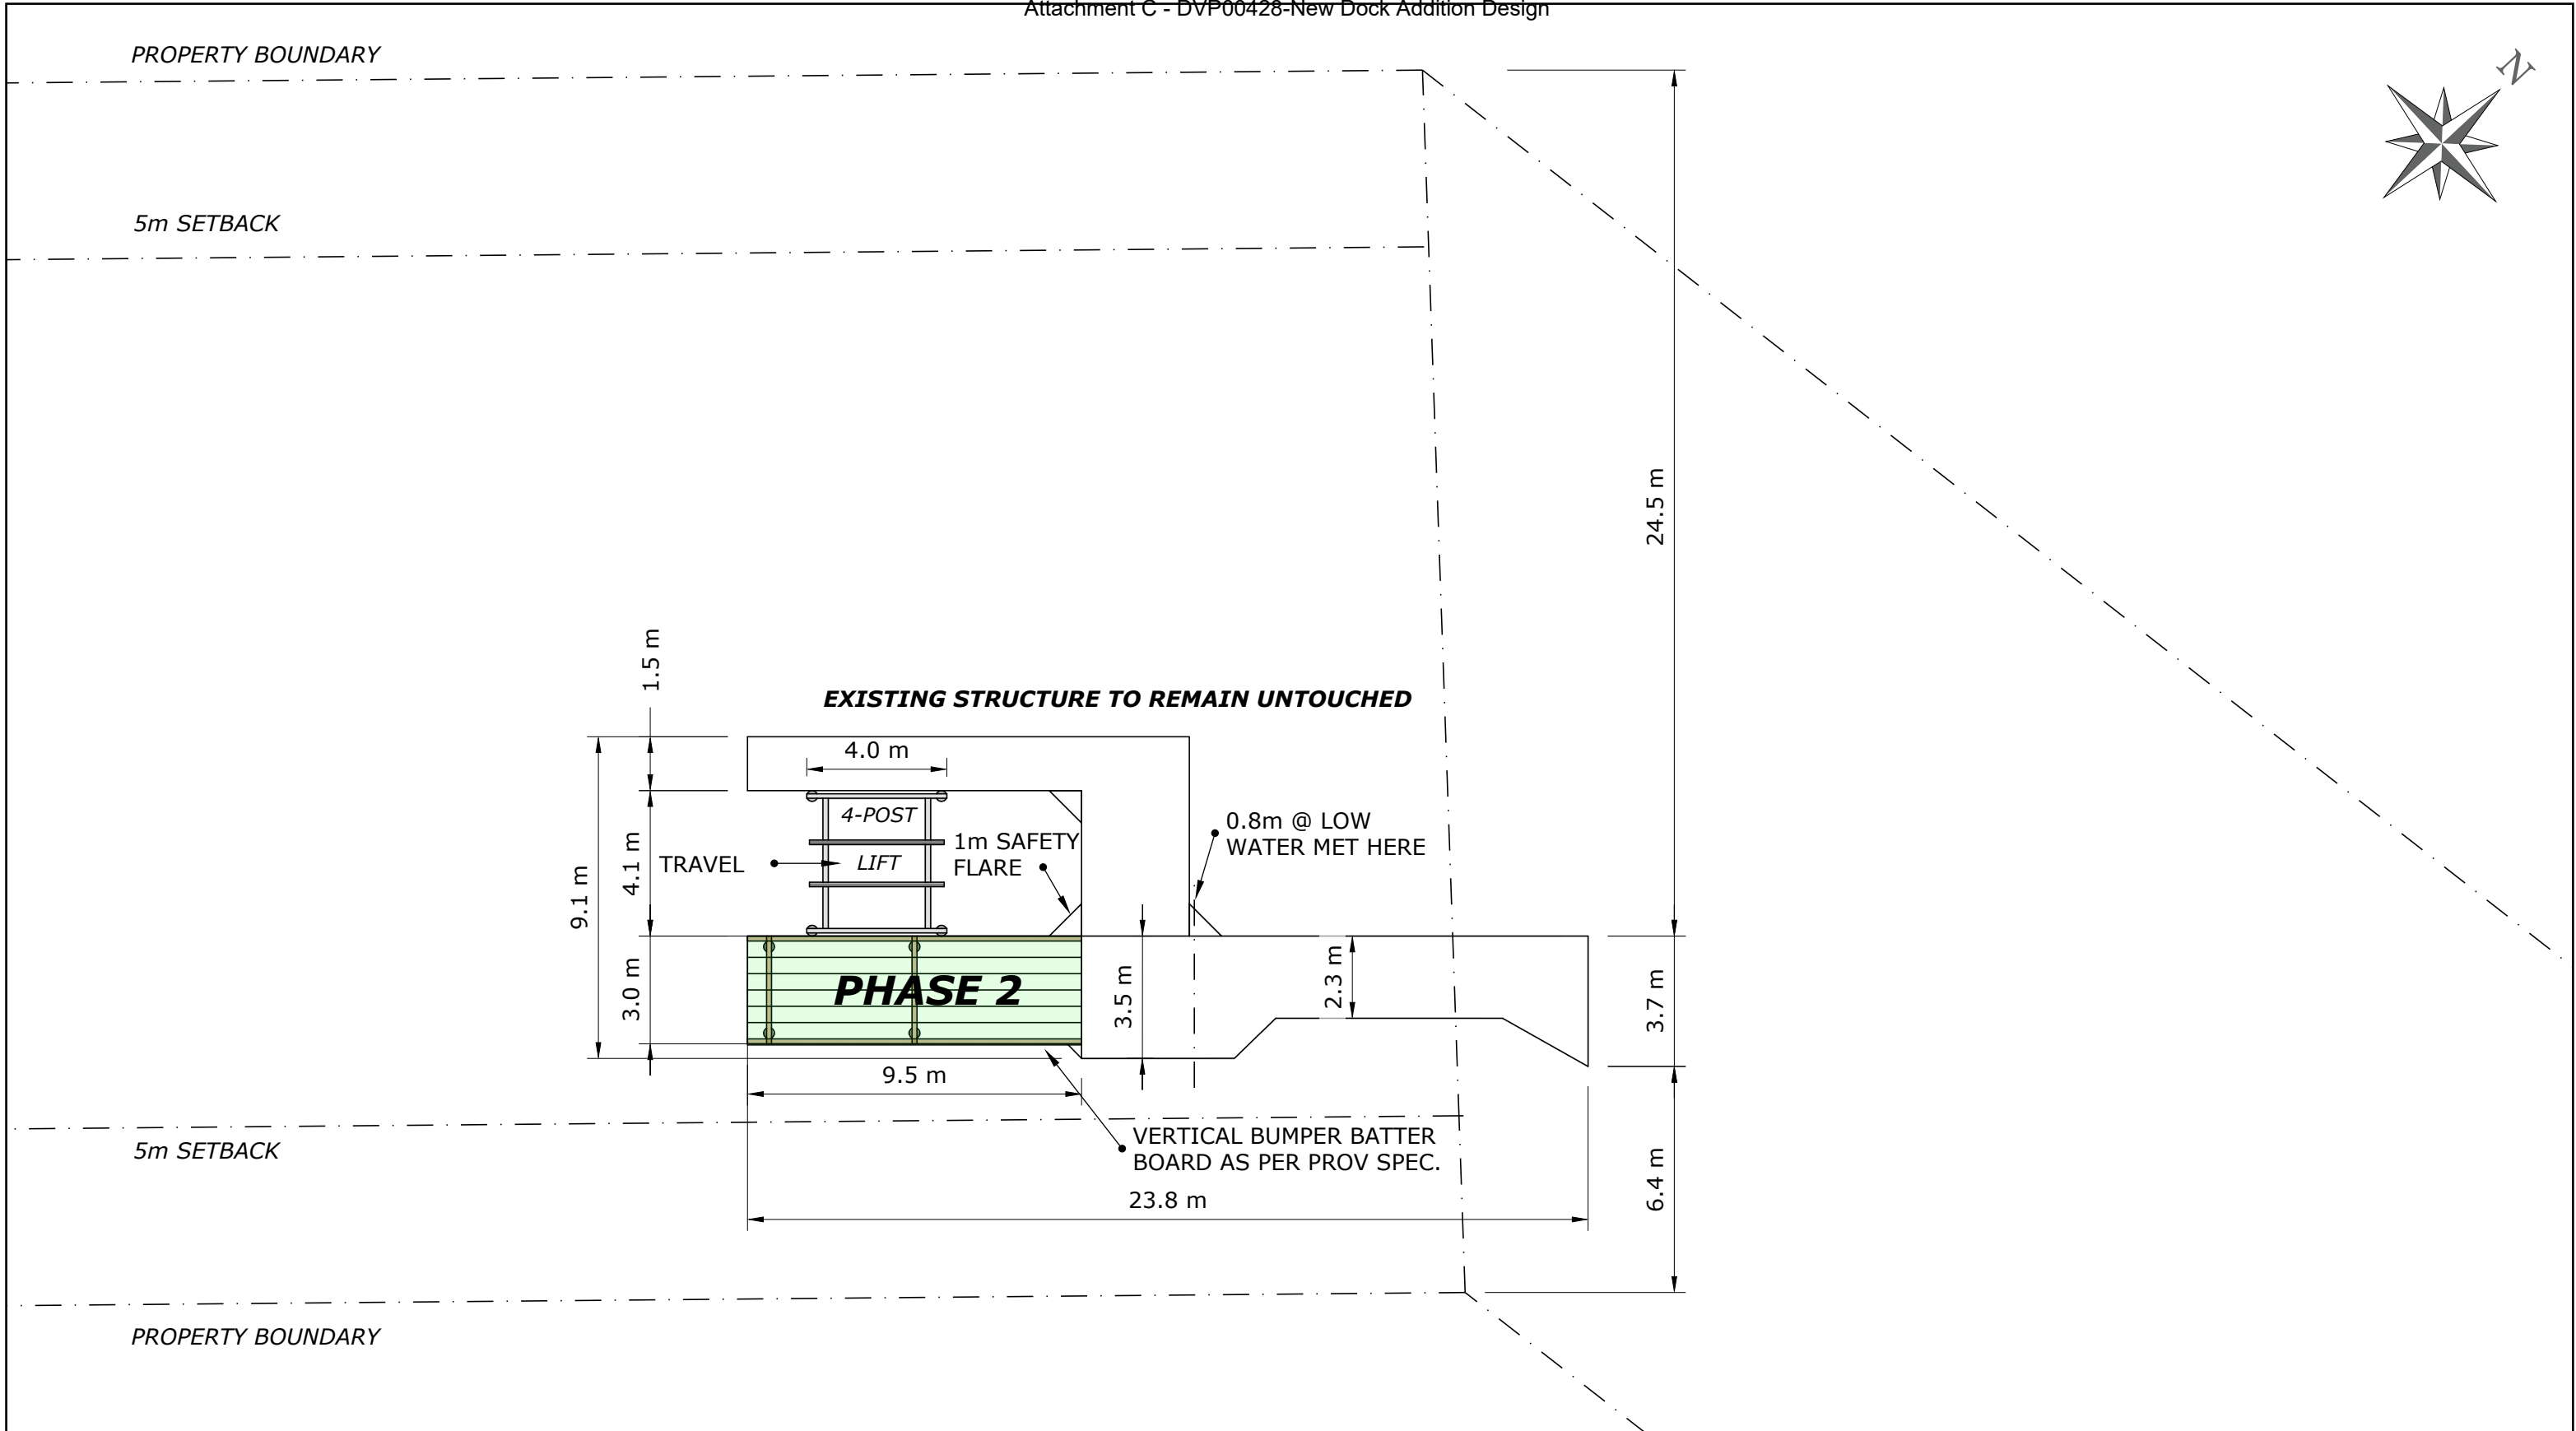 Attachment C - DVP00428-New Dock Addition Design
PROPERTY BOUNDARY
N
5m SETBACK
24.5 m
1.5 m
EXISTING STRUCTURE TO REMAIN UNTOUCHED
4.0 m
4-POST
LIFT
TRAVEL
1m SAFETY
FLARE
0.8m @ LOW
WATER MET HERE
4.1 m
9.1 m
3.0 m
PHASE 2
3.5 m
2.3 m
3.7 m
9.5 m
5m SETBACK
VERTICAL BUMPER BATTER
BOARD AS PER PROV SPEC.
6.4 m
23.8 m
PROPERTY BOUNDARY